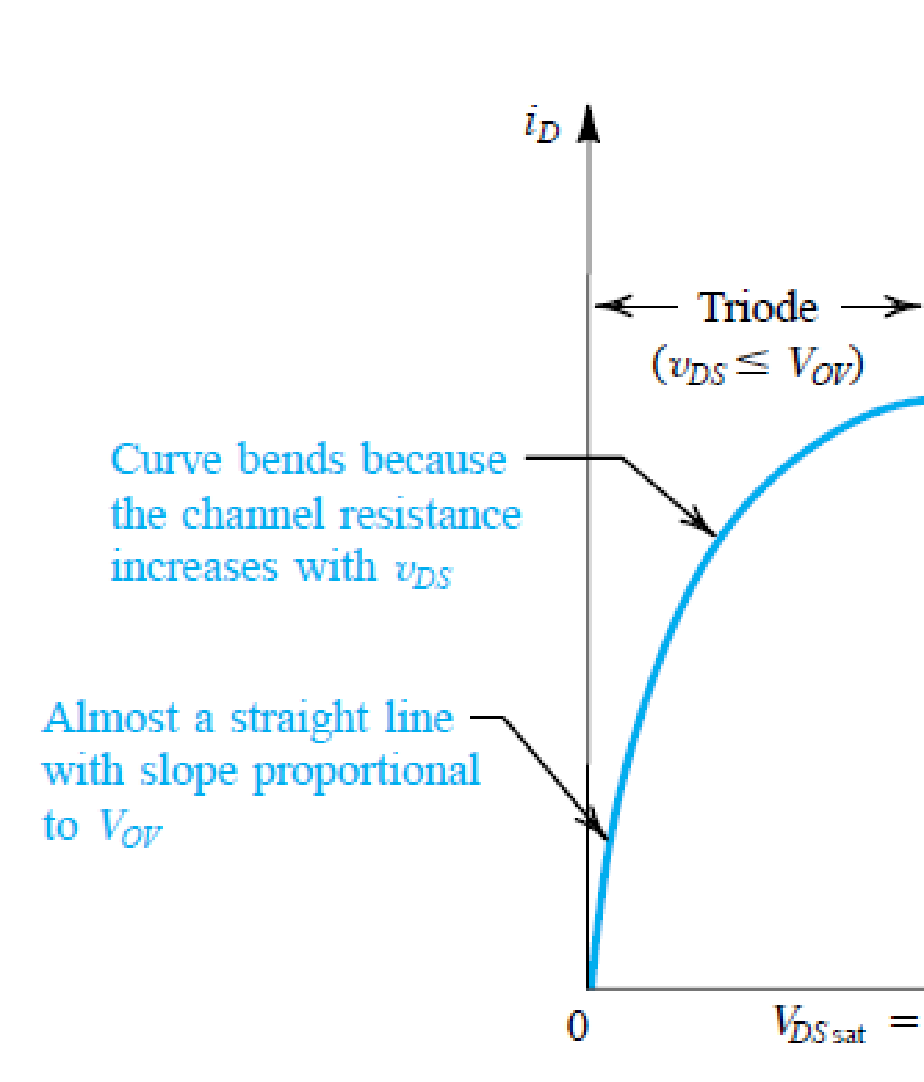 i_D
Triode
(v_DS ≤ V_OV)
Curve bends because
the channel resistance
increases with v_DS
Almost a straight line
with slope proportional
to V_OV
0
V_DS sat =